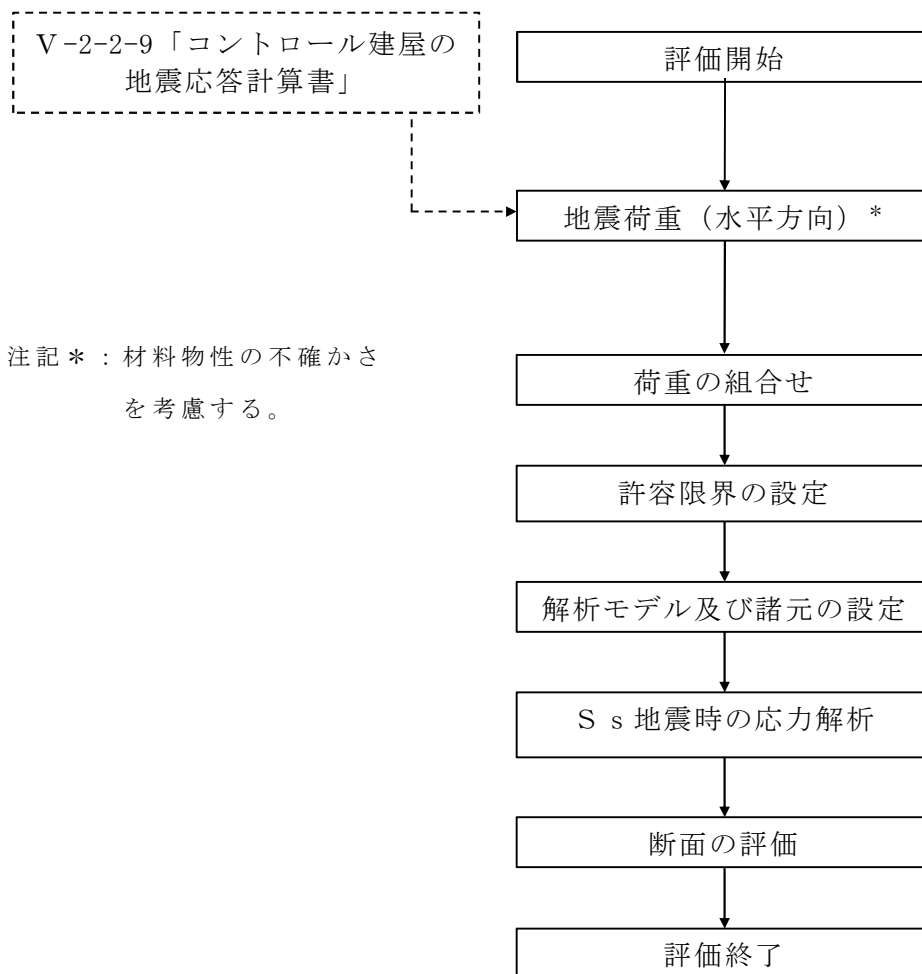 Ⅴ-2-2-9「コントロール建屋の
地震応答計算書」
評価開始
地震荷重（水平方向）*
注記＊：材料物性の不確かさ
を考慮する。
荷重の組合せ
許容限界の設定
解析モデル及び諸元の設定
Ｓｓ地震時の応力解析
断面の評価
評価終了